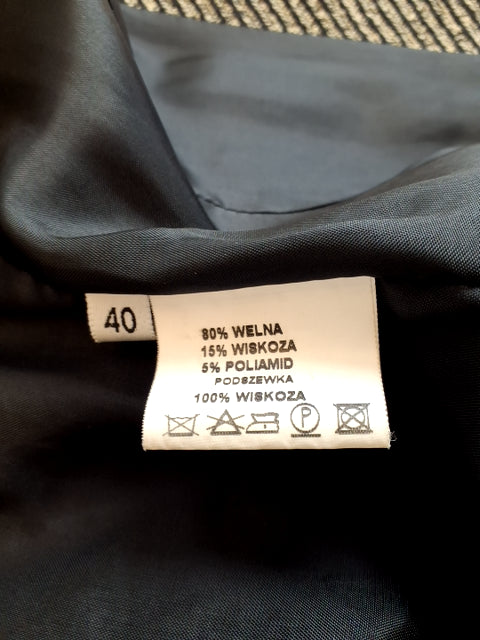 40
80% WELNA
15% WISKOZA
5% POLIAMID
PODSZEWKA
100% WISKOZA
P